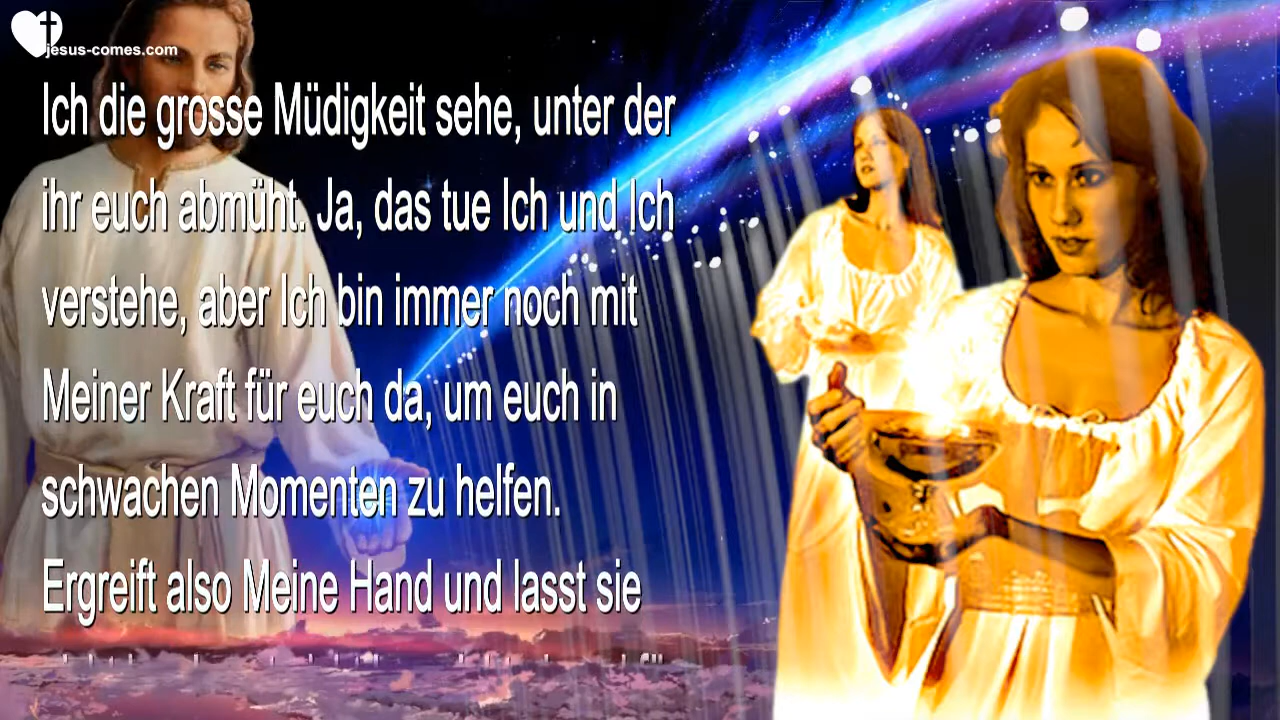 jesus-comes.com
Ich die grosse Müdigkeit sehe, unter der
ihr euch abmüht. Ja, das tue Ich und Ich
verstehe, aber Ich bin immer noch mit
Meiner Kraft für euch da, um euch in
schwachen Momenten zu helfen.
Ergreift also Meine Hand und lasst sie